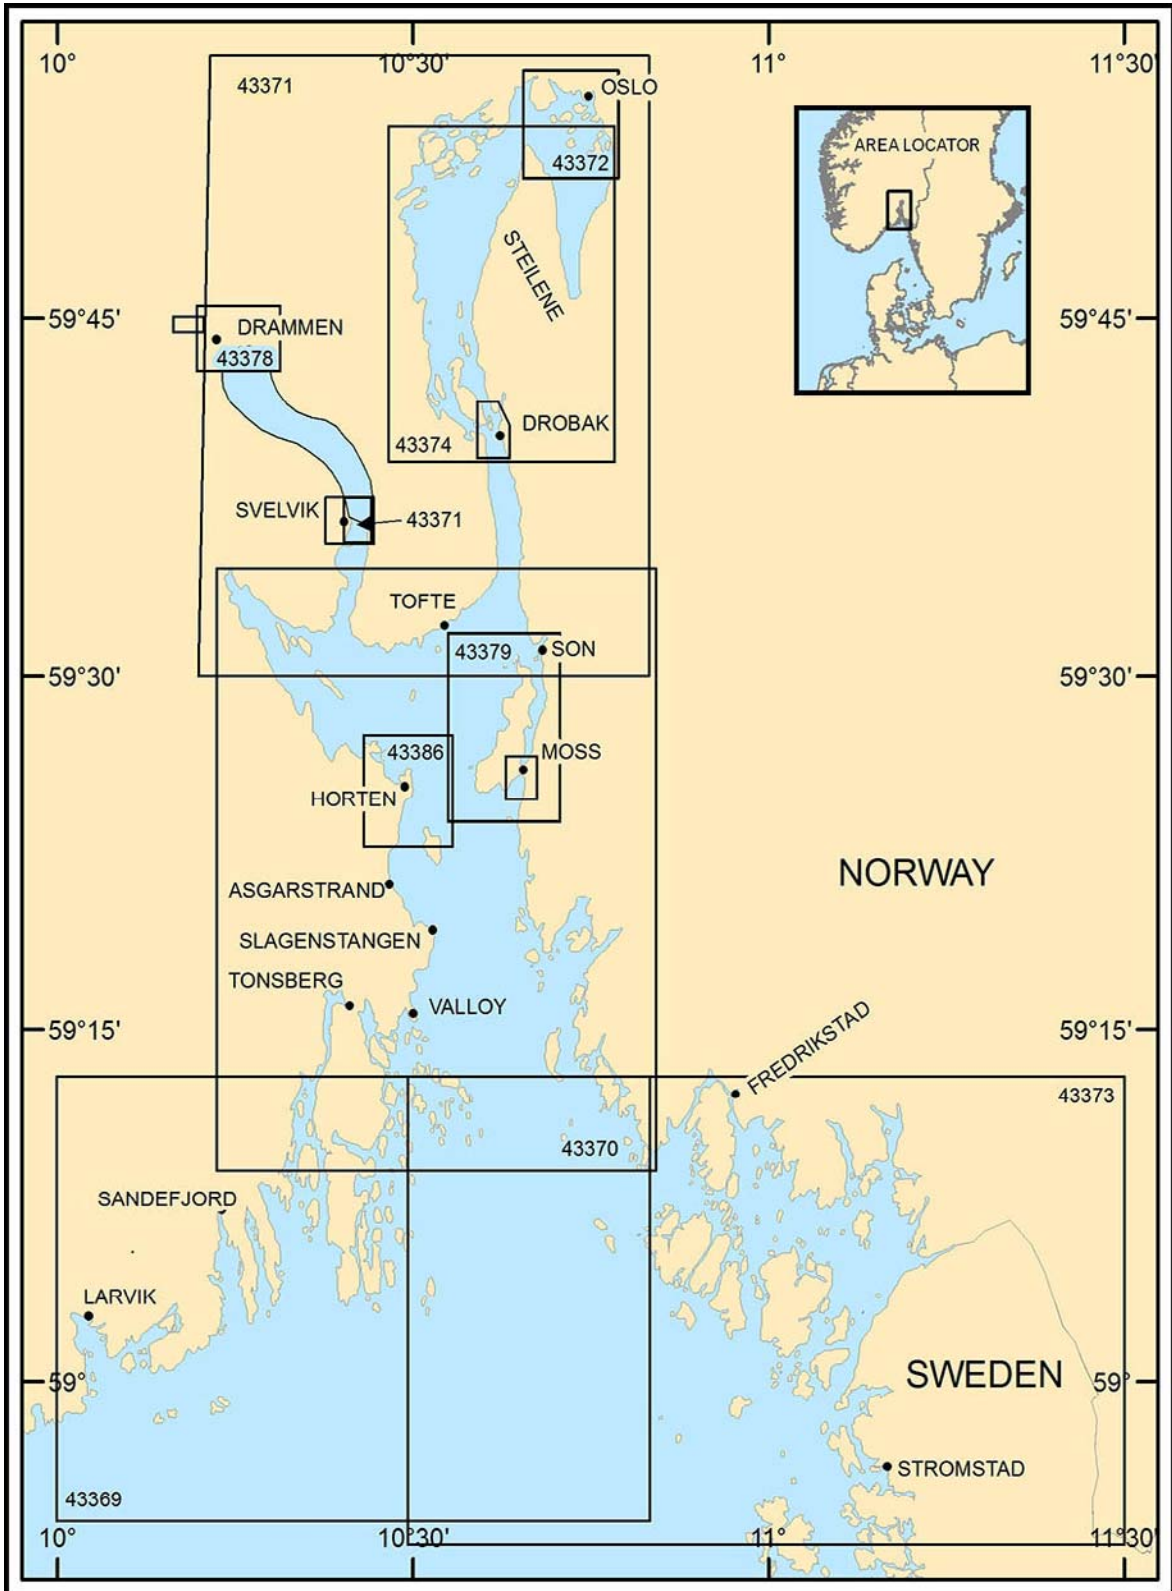 10°
10°30'
11°
11°30'
43371
OSLO
AREA LOCATOR
43372
STEILENE
59°45'
59°45'
DRAMMEN
43378
DROBAK
43374
SVELVIK
43371
TOFTE
43379
SON
59°30'
59°30'
43386
MOSS
HORTEN
NORWAY
ASGARSTRAND
SLAGENSTANGEN
TONSBERG
VALLOY
59°15'
59°15'
FREDRIKSTAD
43373
43370
SANDEFJORD
LARVIK
59°
SWEDEN
59°
STROMSTAD
43369
10°
10°30'
11°
11°30'